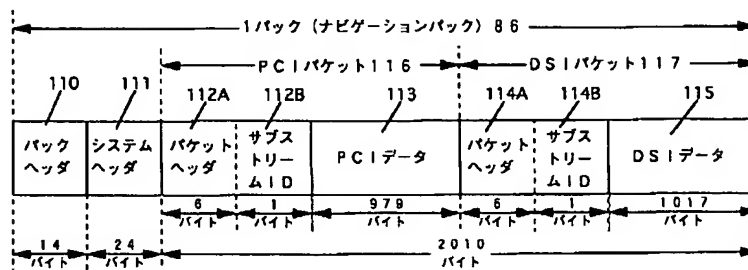 1パック (ナビゲーションパック) 86
PCIパケット116
DSIパケット117
110
111
112A
112B
113
114A
114B
115
パック
ヘッダ
システム
ヘッダ
パケット
ヘッダ
サブス
トリー
ムID
PCIデータ
パケット
ヘッダ
サブス
トリー
ムID
DSIデータ
6
バイト
1
バイト
979
バイト
6
バイト
1
バイト
1017
バイト
14
バイト
24
バイト
2010
バイト